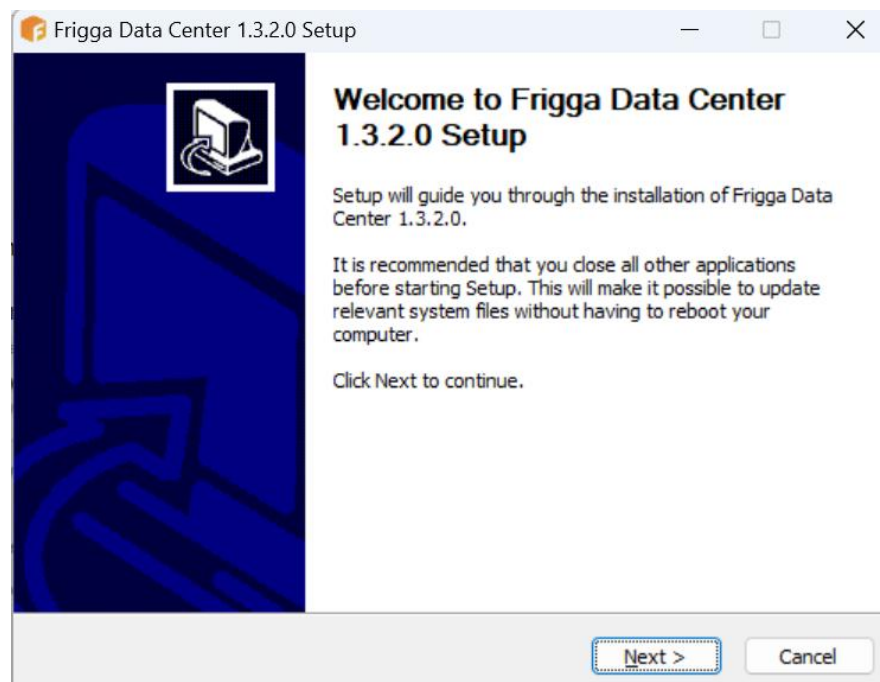 Frigga Data Center 1.3.2.0 Setup
Welcome to Frigga Data Center
1.3.2.0 Setup
Setup will guide you through the installation of Frigga Data
Center 1.3.2.0.
It is recommended that you close all other applications
before starting Setup. This will make it possible to update
relevant system files without having to reboot your
computer.
Click Next to continue.
Next >
Cancel